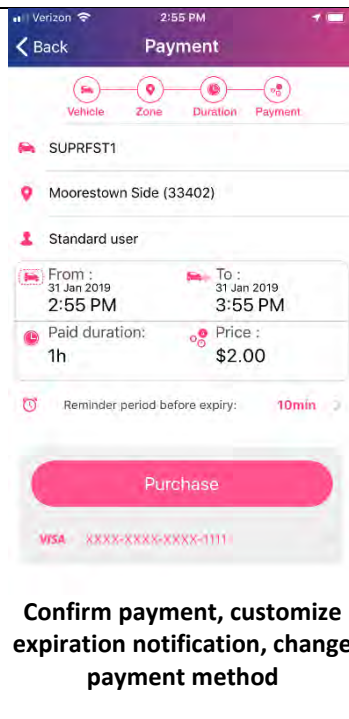 Verizon 2:55 PM
Back Payment
Vehicle Zone Duration Payment
SUPRFST1
Moorestown Side (33402)
Standard user
From : To :
31 Jan 2019 31 Jan 2019
2:55 PM 3:55 PM
Paid duration: Price :
1h $2.00
Reminder period before expiry: 10min
Purchase
VISA XXXX-XXXX-XXXX-1111
Confirm payment, customize
expiration notification, change
payment method